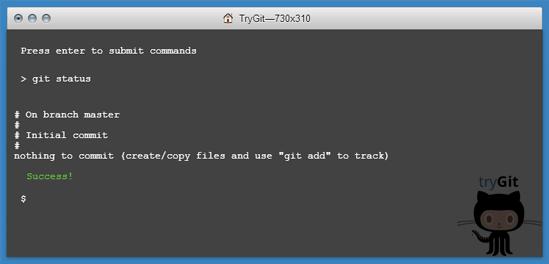 TryGit—730x310
Press enter to submit commands
> git status
# On branch master
#
# Initial commit
#
nothing to commit (create/copy files and use "git add" to track)
Success!
$
tryGit